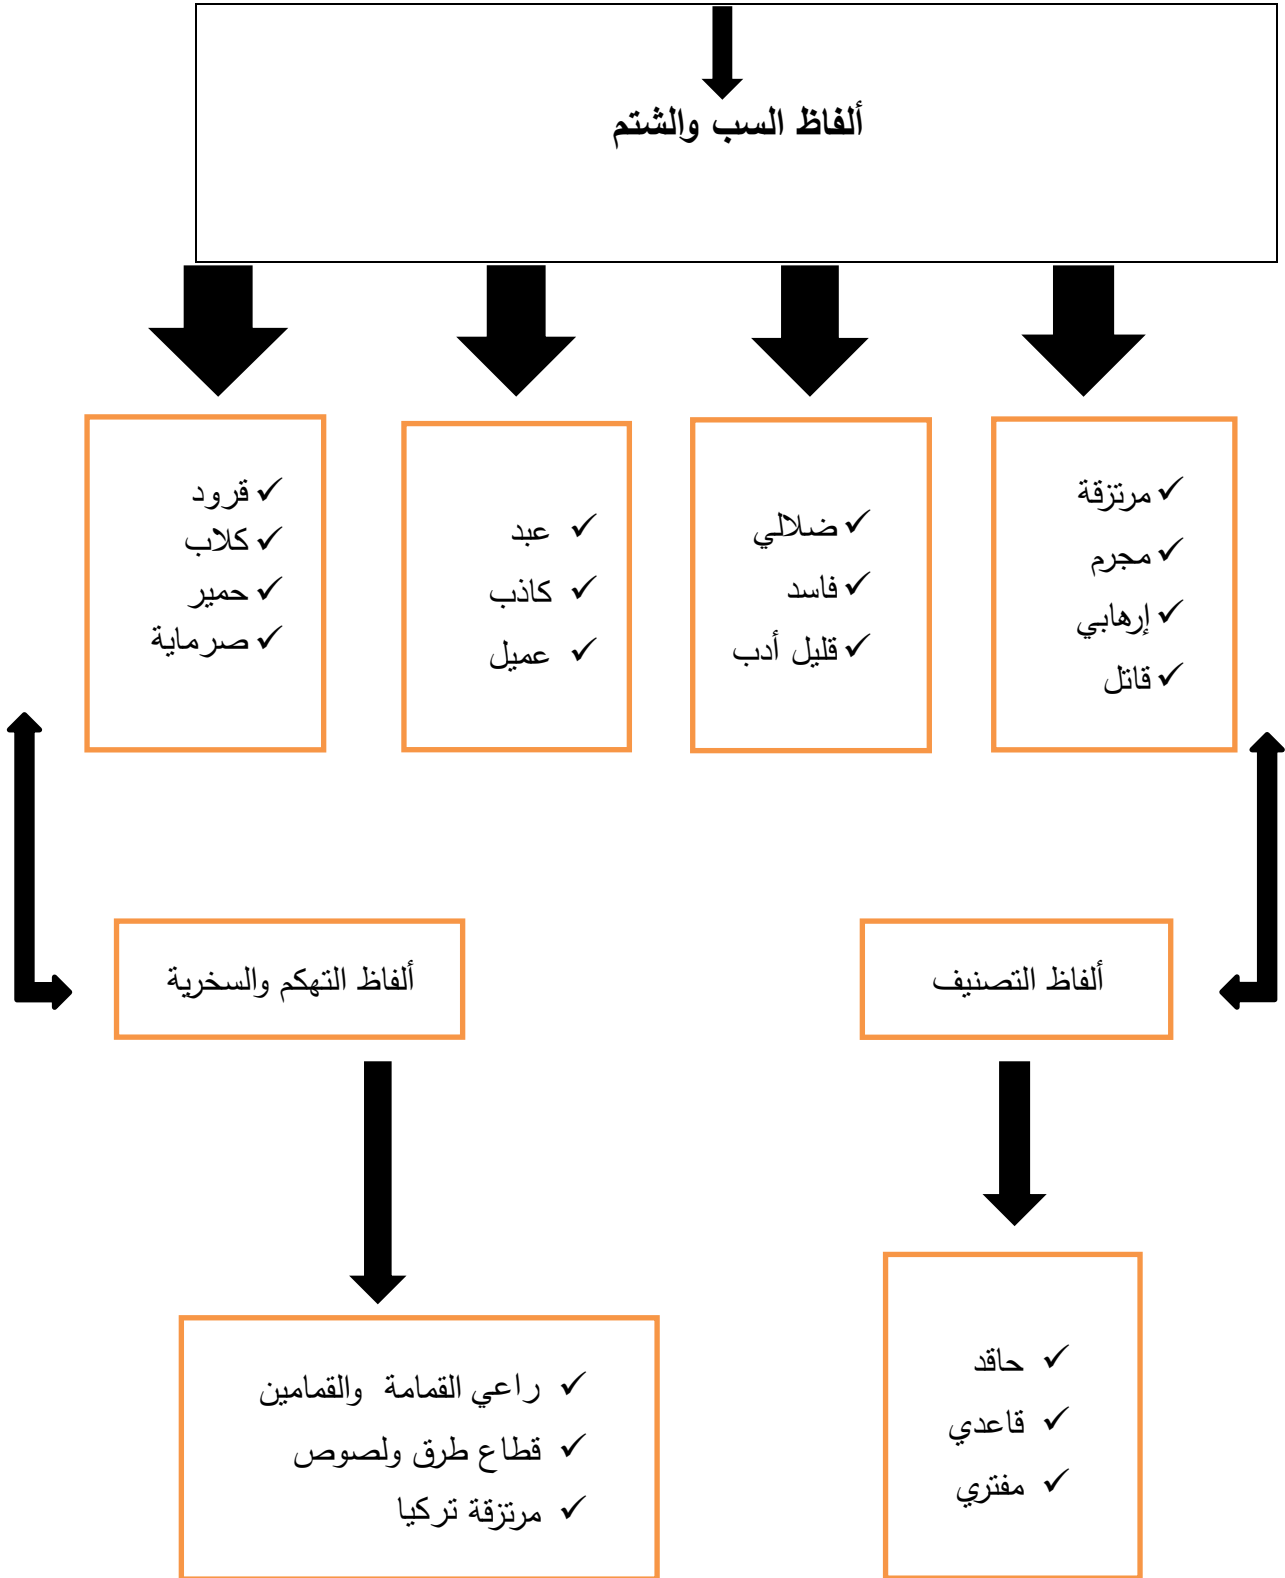 ألفاظ السب والشتم
✓ مرتزقة
✓ مجرم
✓ إرهابي
✓ قاتل
✓ ضلالي
✓ فاسد
✓ قليل أدب
✓ عبد
✓ كاذب
✓ عميل
✓ قرود
✓ كلاب
✓ حمير
✓ صرماية
ألفاظ التصنيف
ألفاظ التهكم والسخرية
✓ حاقد
✓ قاعدي
✓ مفتري
✓ راعي القمامة والقمامين
✓ قطاع طرق ولصوص
✓ مرتزقة تركيا